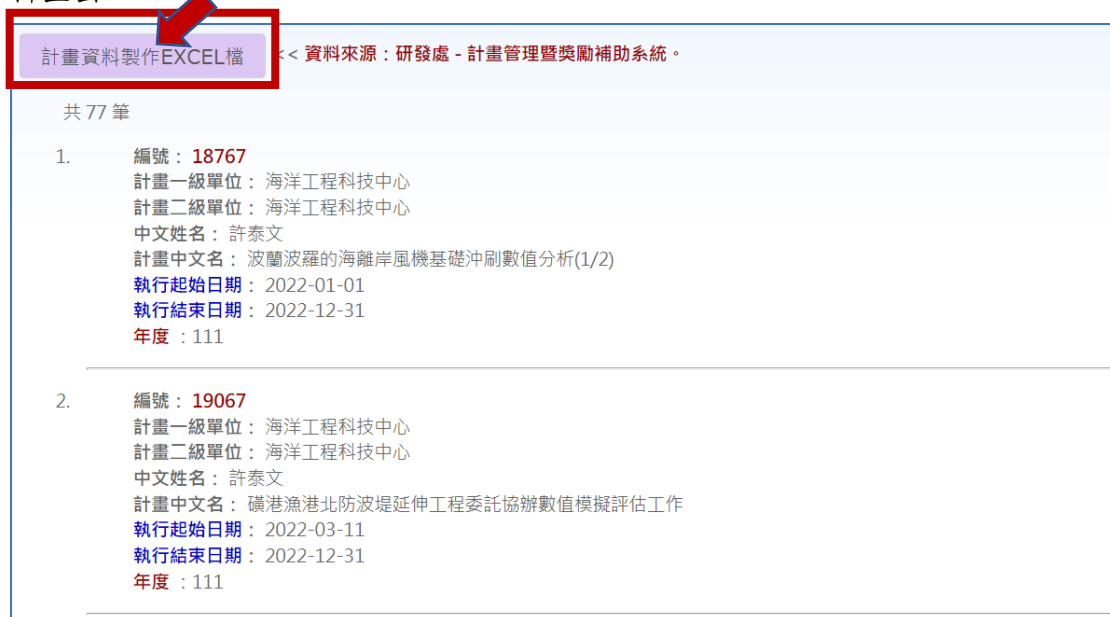 計畫資料製作EXCEL檔 << 資料來源：研發處 - 計畫管理暨獎勵補助系統。
共 77 筆
1. 編號： 18767
計畫一級單位： 海洋工程科技中心
計畫二級單位： 海洋工程科技中心
中文姓名： 許泰文
計畫中文名： 波蘭波羅的海離岸風機基礎沖刷數值分析(1/2)
執行起始日期： 2022-01-01
執行結束日期： 2022-12-31
年度 ：111
2. 編號： 19067
計畫一級單位： 海洋工程科技中心
計畫二級單位： 海洋工程科技中心
中文姓名： 許泰文
計畫中文名： 磺港漁港北防波堤延伸工程委託協辦數值模擬評估工作
執行起始日期： 2022-03-11
執行結束日期： 2022-12-31
年度 ：111